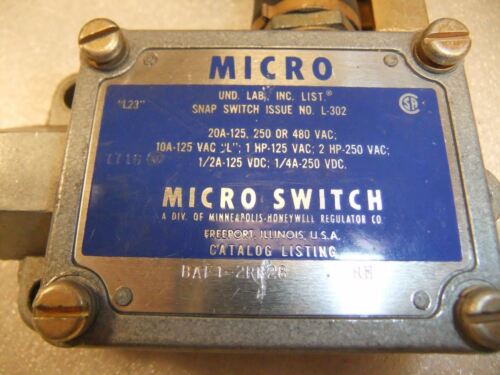 MICRO
UND. LAB., INC. LIST.®
"L23" SNAP SWITCH ISSUE NO. L-302
20A-125, 250 OR 480 VAC;
10A-125 VAC "L"; 1 HP-125 VAC; 2 HP-250 VAC;
1/2A-125 VDC; 1/4A-250 VDC.
MICRO SWITCH
A DIV. OF MINNEAPOLIS-HONEYWELL REGULATOR CO.
FREEPORT, ILLINOIS, U.S.A.
CATALOG LISTING
RH